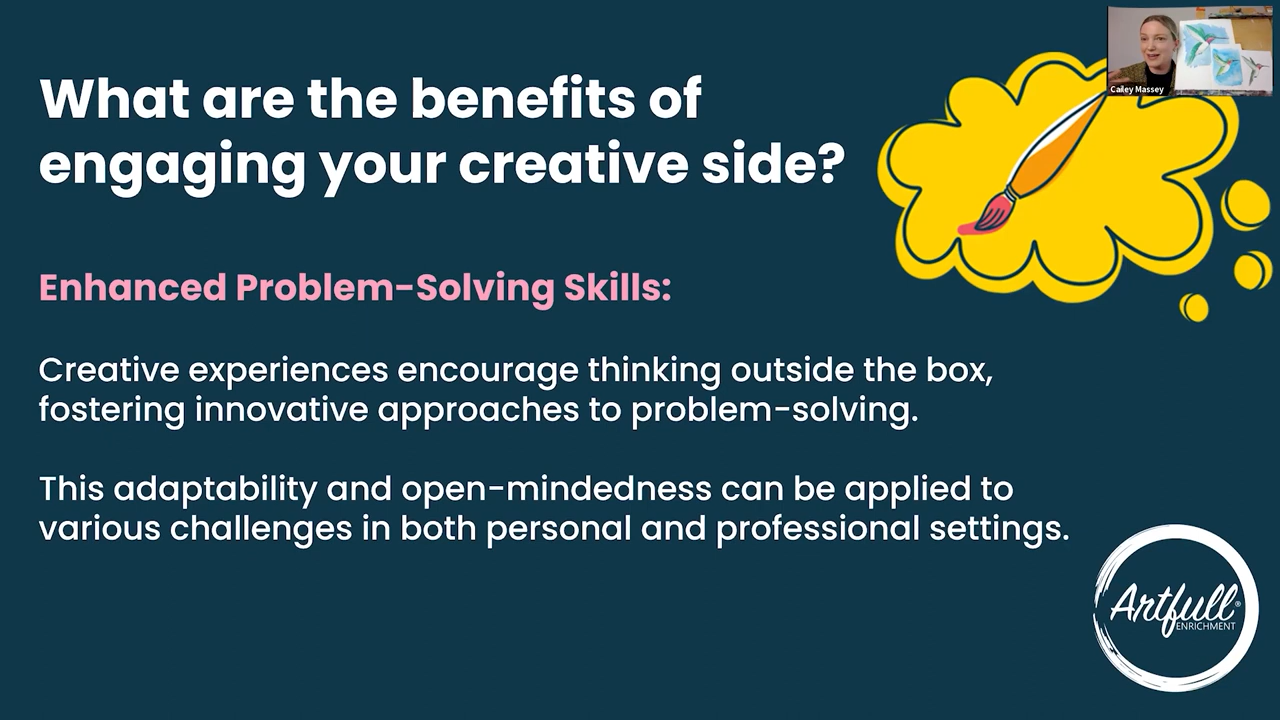 Cailey Massey
What are the benefits of
engaging your creative side?
Enhanced Problem-Solving Skills:
Creative experiences encourage thinking outside the box,
fostering innovative approaches to problem-solving.
This adaptability and open-mindedness can be applied to
various challenges in both personal and professional settings.
Artfull®
ENRICHMENT